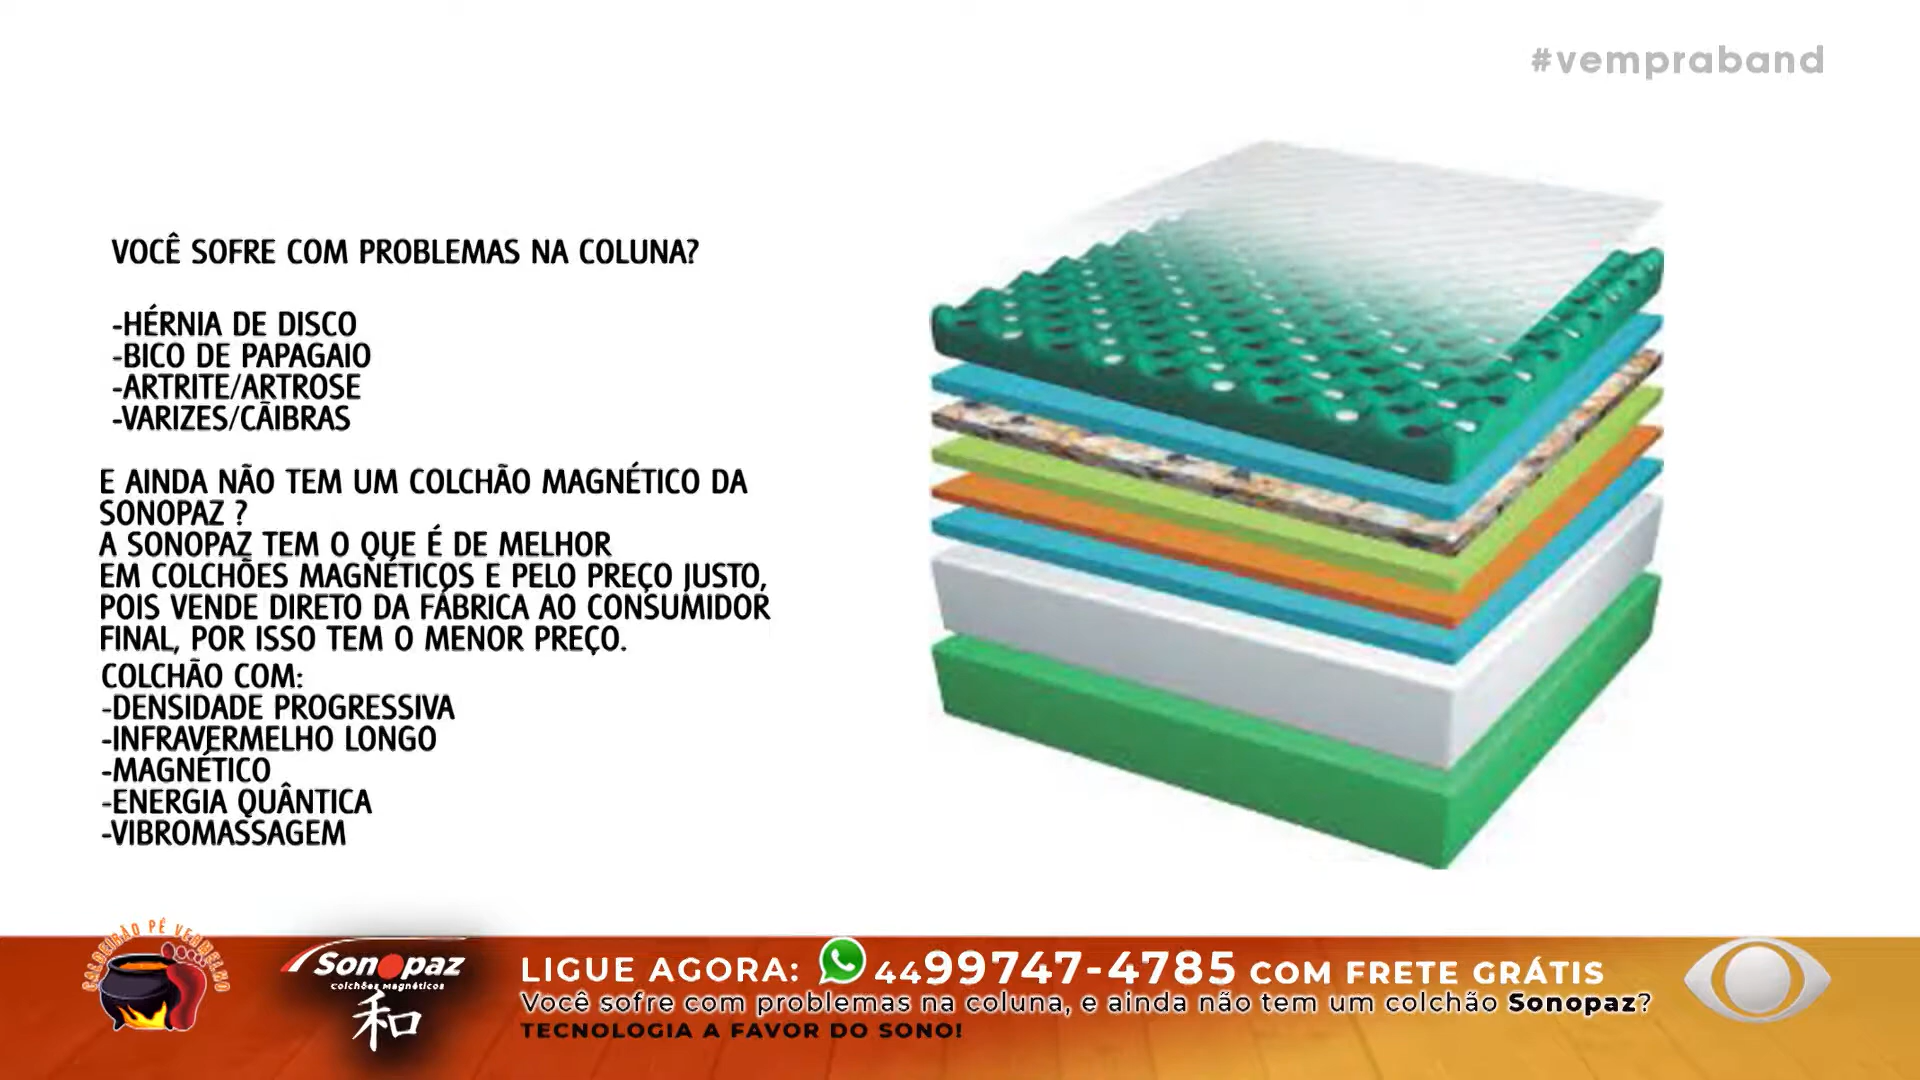 #vempraband
VOCÊ SOFRE COM PROBLEMAS NA COLUNA?
-HÉRNIA DE DISCO
-BICO DE PAPAGAIO
-ARTRITE/ARTROSE
-VARIZES/CÃIBRAS
E AINDA NÃO TEM UM COLCHÃO MAGNÉTICO DA
SONOPAZ ?
A SONOPAZ TEM O QUE É DE MELHOR
EM COLCHÕES MAGNÉTICOS E PELO PREÇO JUSTO,
POIS VENDE DIRETO DA FÁBRICA AO CONSUMIDOR
FINAL, POR ISSO TEM O MENOR PREÇO.
COLCHÃO COM:
-DENSIDADE PROGRESSIVA
-INFRAVERMELHO LONGO
-MAGNÉTICO
-ENERGIA QUÂNTICA
-VIBROMASSAGEM
CALDEIRÃO PÉ VERMELHO
Sonopaz
colchões magnéticos
和
LIGUE AGORA: 4499747-4785 COM FRETE GRÁTIS
Você sofre com problemas na coluna, e ainda não tem um colchão Sonopaz?
TECNOLOGIA A FAVOR DO SONO!